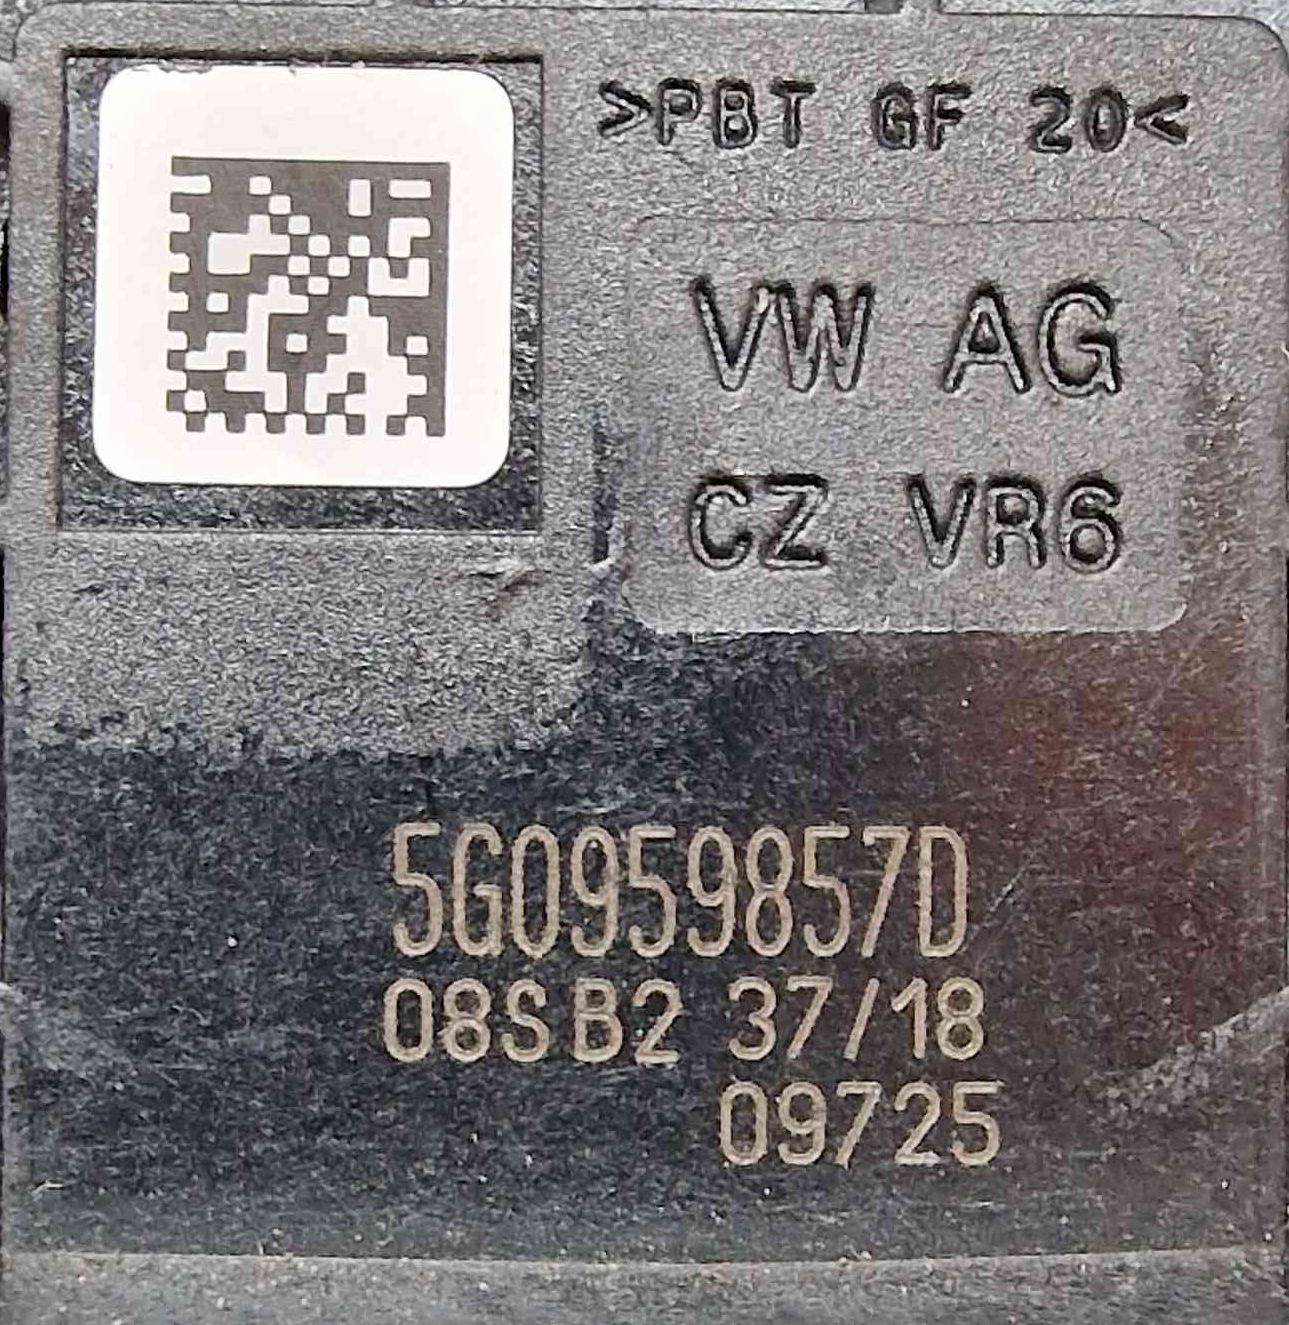 >PBT GF 20<
VW AG
CZ VR6
5G0959857D
08SB2 37/18
09725